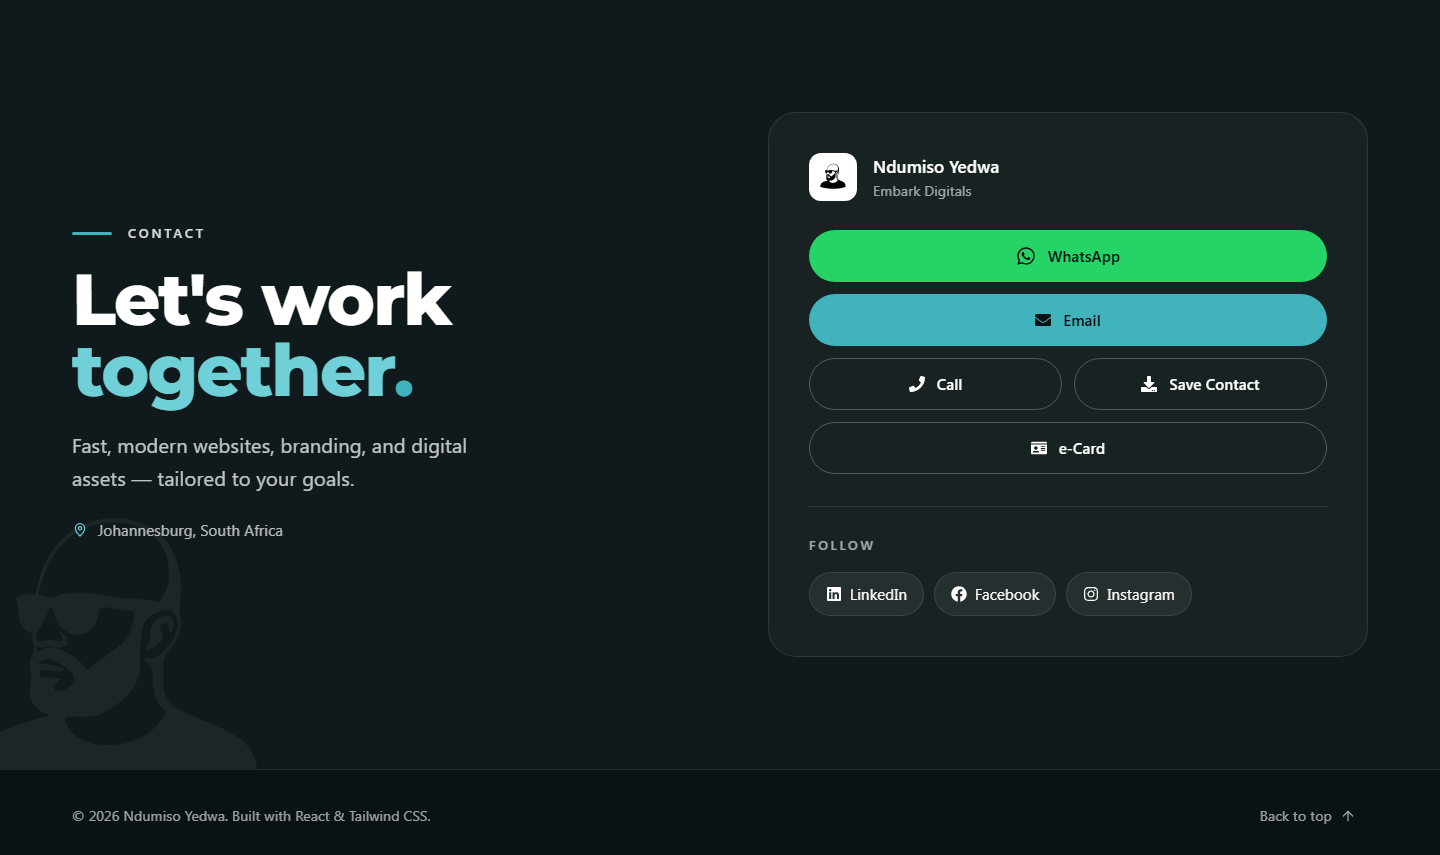 CONTACT
Let's work
together.
Fast, modern websites, branding, and digital
assets — tailored to your goals.
Johannesburg, South Africa
Ndumiso Yedwa
Embark Digitals
WhatsApp
Email
Call
Save Contact
e-Card
FOLLOW
LinkedIn
Facebook
Instagram
© 2026 Ndumiso Yedwa. Built with React & Tailwind CSS.
Back to top